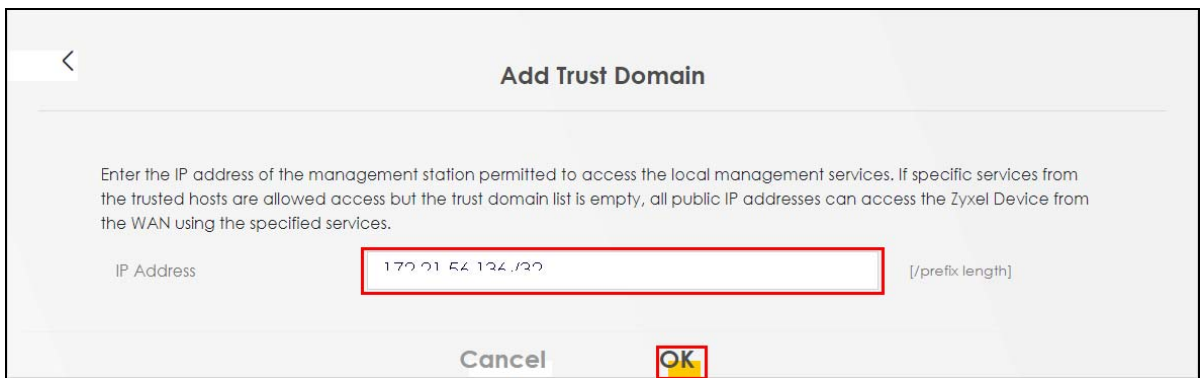 Add Trust Domain
Enter the IP address of the management station permitted to access the local management services. If specific services from
the trusted hosts are allowed access but the trust domain list is empty, all public IP addresses can access the Zyxel Device from
the WAN using the specified services.
IP Address
[/prefix length]
Cancel OK